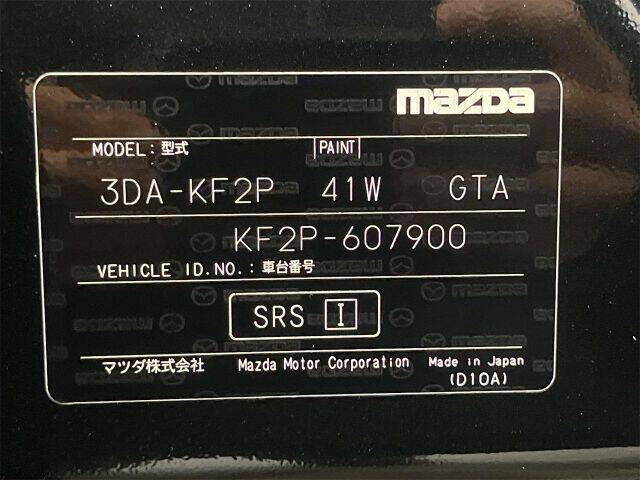 mazda
MODEL: 型式 PAINT
3DA-KF2P 41W GTA
KF2P-607900
VEHICLE ID.NO.: 車台番号
SRS I
マツダ株式会社 Mazda Motor Corporation Made in Japan
(D10A)